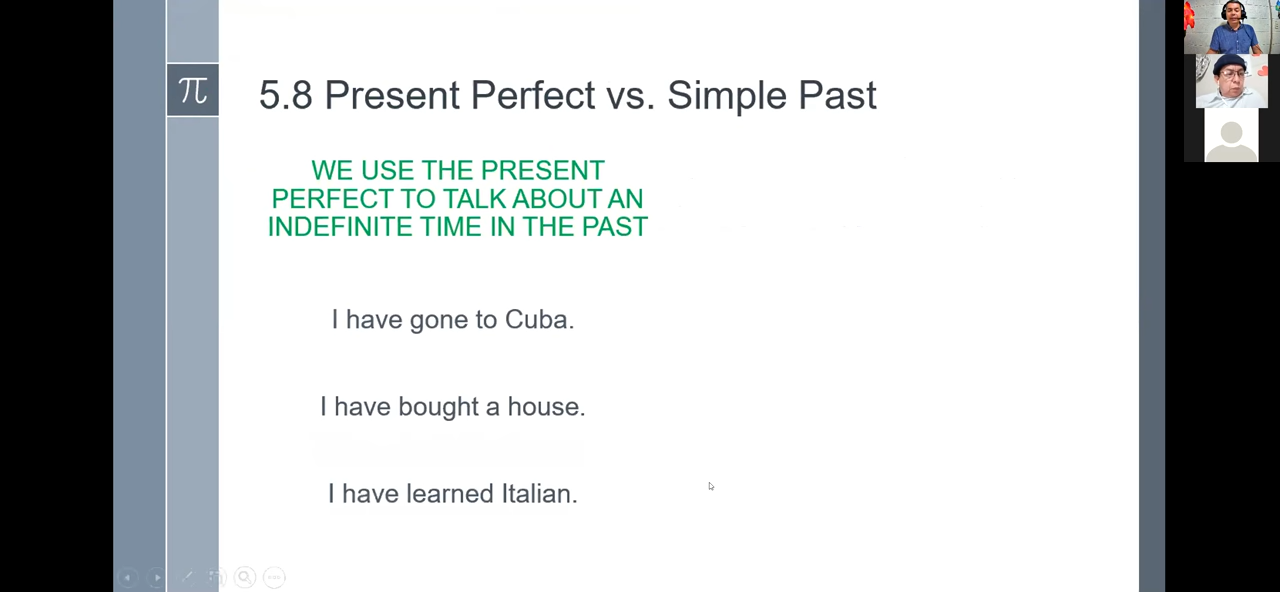 π
5.8 Present Perfect vs. Simple Past
WE USE THE PRESENT
PERFECT TO TALK ABOUT AN
INDEFINITE TIME IN THE PAST
I have gone to Cuba.
I have bought a house.
I have learned Italian.